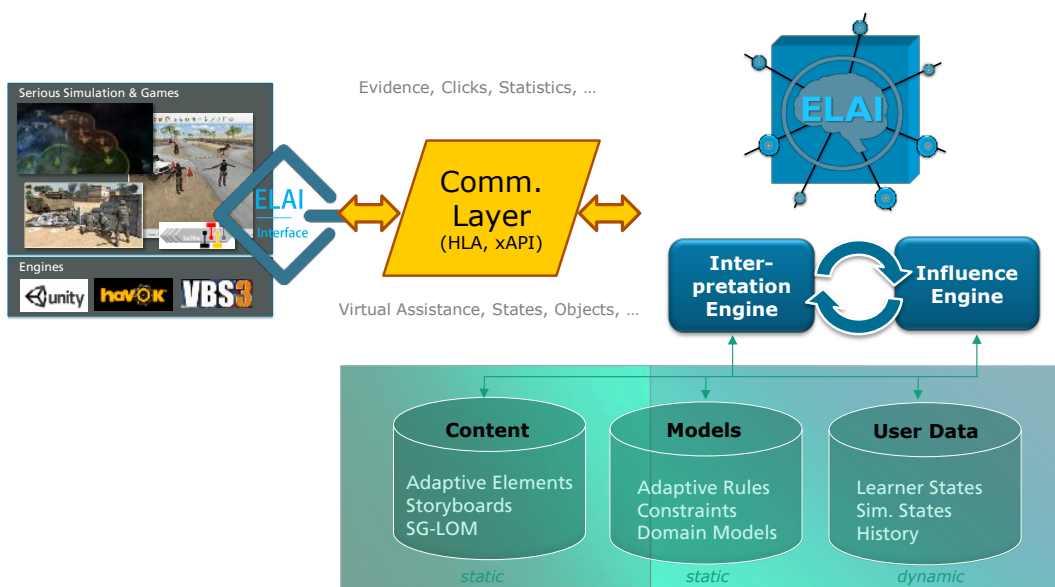 Serious Simulation & Games
ELAI
Interface
Engines
unity
havOK
VBS3
Evidence, Clicks, Statistics, …
Comm.
Layer
(HLA, xAPI)
Virtual Assistance, States, Objects, …
ELAI
Inter-
pretation
Engine
Influence
Engine
Content
Adaptive Elements
Storyboards
SG-LOM
static
Models
Adaptive Rules
Constraints
Domain Models
static
User Data
Learner States
Sim. States
History
dynamic